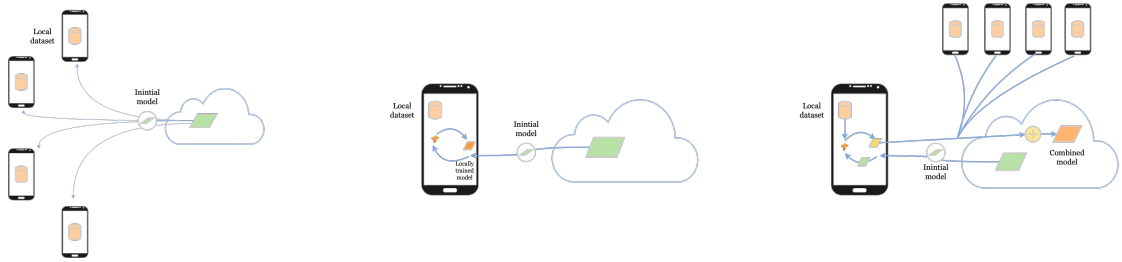 Local
dataset
Inintial
model
Local
dataset
Inintial
model
Locally
trained
model
Local
dataset
Inintial
model
Combined
model